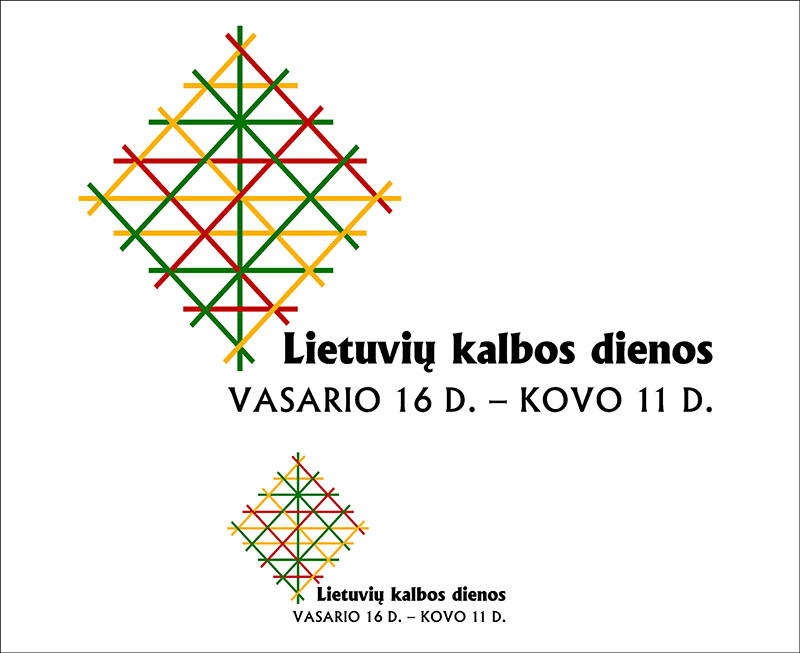 Lietuvių kalbos dienos
VASARIO 16 D. – KOVO 11 D.
Lietuvių kalbos dienos
VASARIO 16 D. – KOVO 11 D.